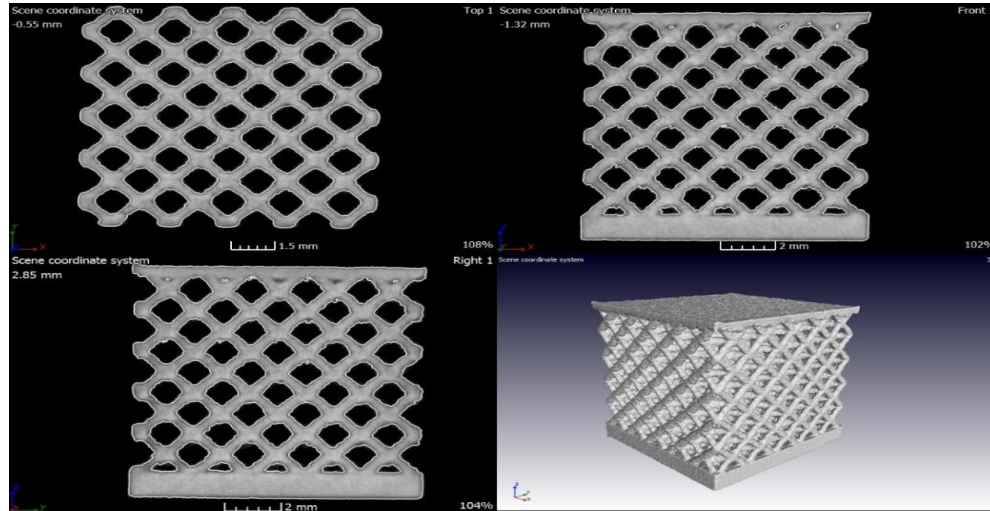 Scene coordinate system
-0.55 mm
Top 1
1.5 mm
108%
Scene coordinate system
-1.32 mm
Front
2 mm
102%
Scene coordinate system
2.85 mm
Right 1
2 mm
104%
Scene coordinate system